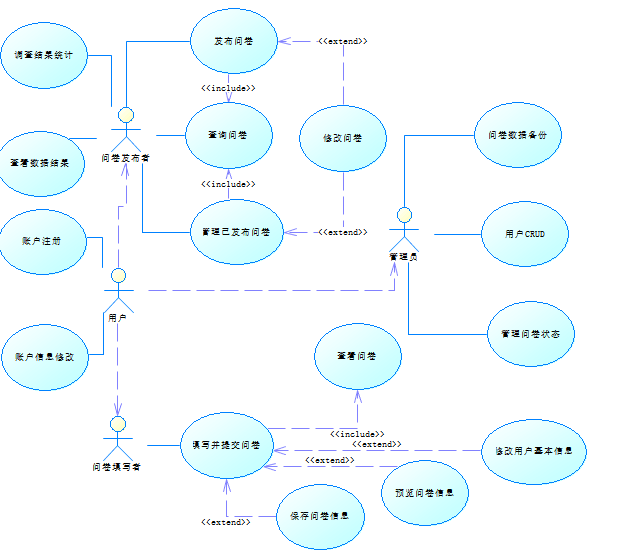 发布问卷
<<extend>>
调查结果统计
<<include>>
问卷数据备份
查询问卷
修改问卷
问卷发布者
查看数据结果
<<include>>
管理已发布问卷
<<extend>>
用户CRUD
账户注册
管理员
用户
管理问卷状态
账户信息修改
查看问卷
<<include>>
填写并提交问卷
<<extend>>
修改用户基本信息
<<extend>>
问卷填写者
预览问卷信息
保存问卷信息
<<extend>>